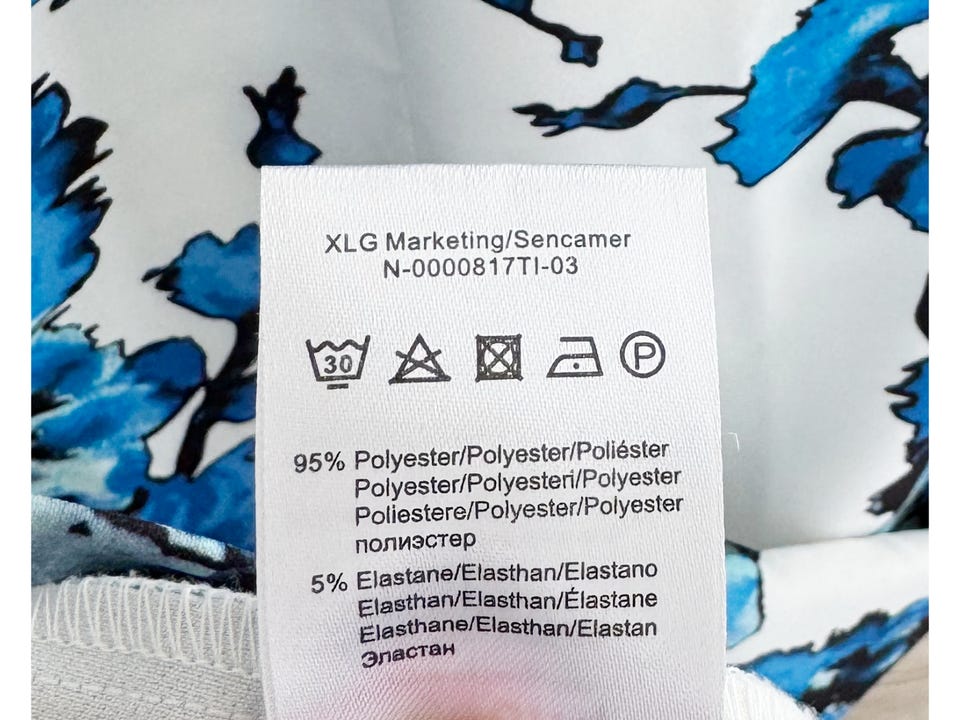 XLG Marketing/Sencamer
N-0000817TI-03
30 P
95% Polyester/Polyester/Poliéster
Polyester/Polyesteri/Polyester
Poliestere/Polyester/Polyester
полиэстер
5% Elastane/Elasthan/Elastano
Elasthan/Elasthan/Élastane
Elasthane/Elasthan/Elastan
Эластан